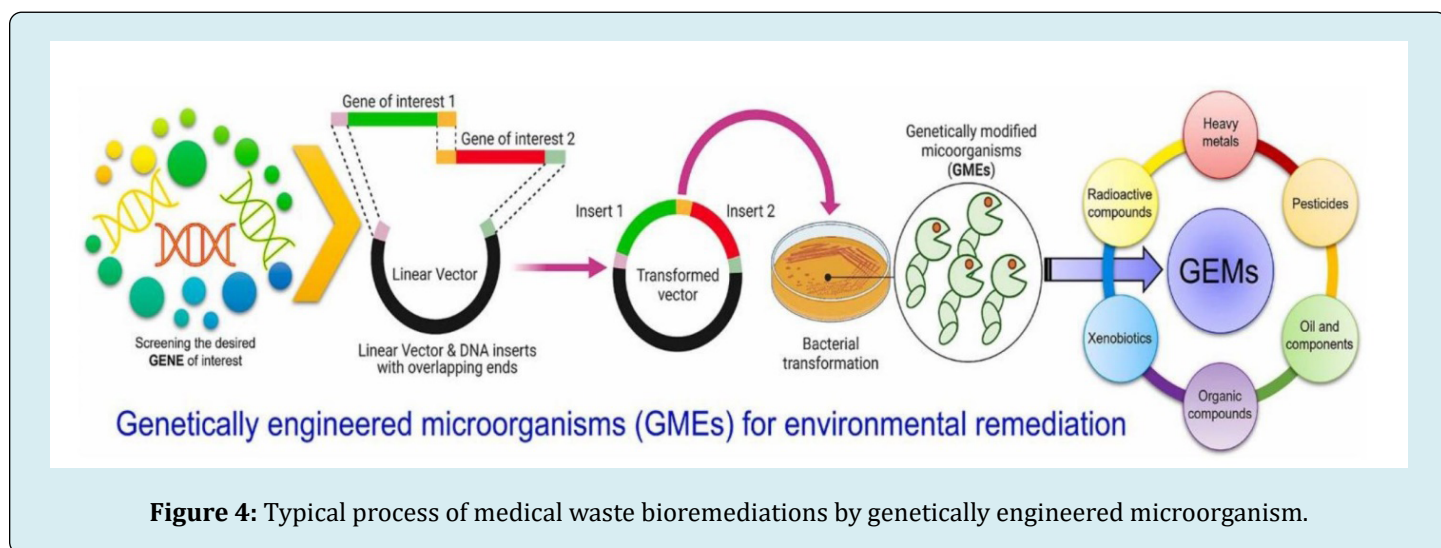 Screening the desired
GENE of interest
Gene of interest 1
Gene of interest 2
Linear Vector
Linear Vector & DNA inserts
with overlapping ends
Insert 1
Insert 2
Transformed
vector
Bacterial
transformation
Genetically modified
micoorganisms
(GMEs)
GEMs
Heavy
metals
Pesticides
Oil and
components
Organic
compounds
Xenobiotics
Radioactive
compounds
Genetically engineered microorganisms (GMEs) for environmental remediation
Figure 4: Typical process of medical waste bioremediations by genetically engineered microorganism.